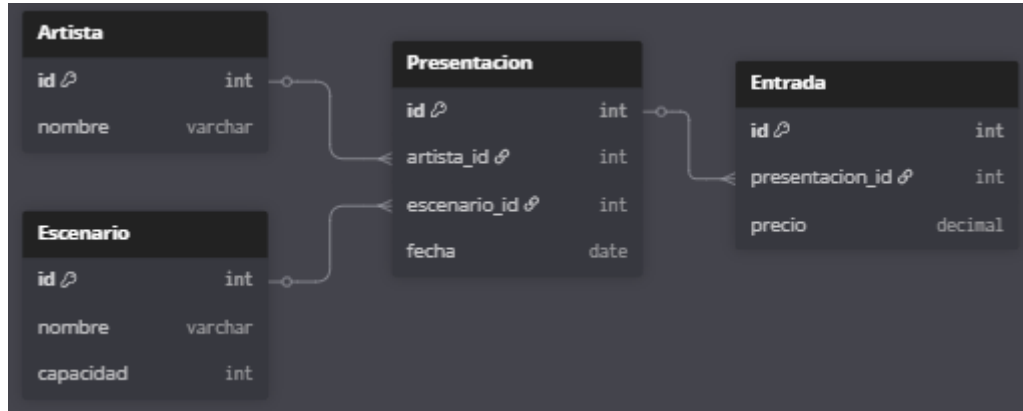 Artista
id int
nombre varchar
Escenario
id int
nombre varchar
capacidad int
Presentacion
id int
artista_id int
escenario_id int
fecha date
Entrada
id int
presentacion_id int
precio decimal